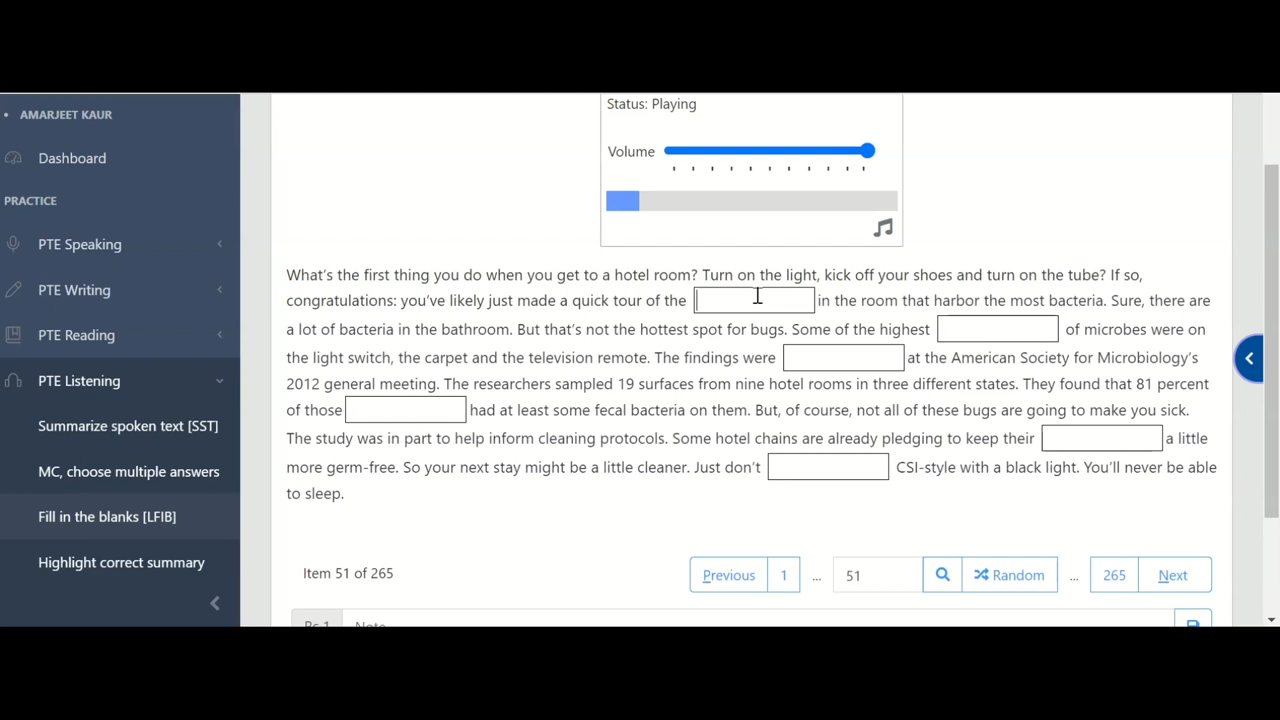 AMARJEET KAUR
Dashboard
PRACTICE
PTE Speaking
PTE Writing
PTE Reading
PTE Listening
Summarize spoken text [SST]
MC, choose multiple answers
Fill in the blanks [LFIB]
Highlight correct summary
Status: Playing
Volume
What's the first thing you do when you get to a hotel room? Turn on the light, kick off your shoes and turn on the tube? If so,
congratulations: you've likely just made a quick tour of the in the room that harbor the most bacteria. Sure, there are
a lot of bacteria in the bathroom. But that's not the hottest spot for bugs. Some of the highest of microbes were on
the light switch, the carpet and the television remote. The findings were at the American Society for Microbiology's
2012 general meeting. The researchers sampled 19 surfaces from nine hotel rooms in three different states. They found that 81 percent
of those had at least some fecal bacteria on them. But, of course, not all of these bugs are going to make you sick.
The study was in part to help inform cleaning protocols. Some hotel chains are already pledging to keep their a little
more germ-free. So your next stay might be a little cleaner. Just don't CSI-style with a black light. You'll never be able
to sleep.
Item 51 of 265
Previous 1 ... 51 Random ... 265 Next
Rs 1 Note